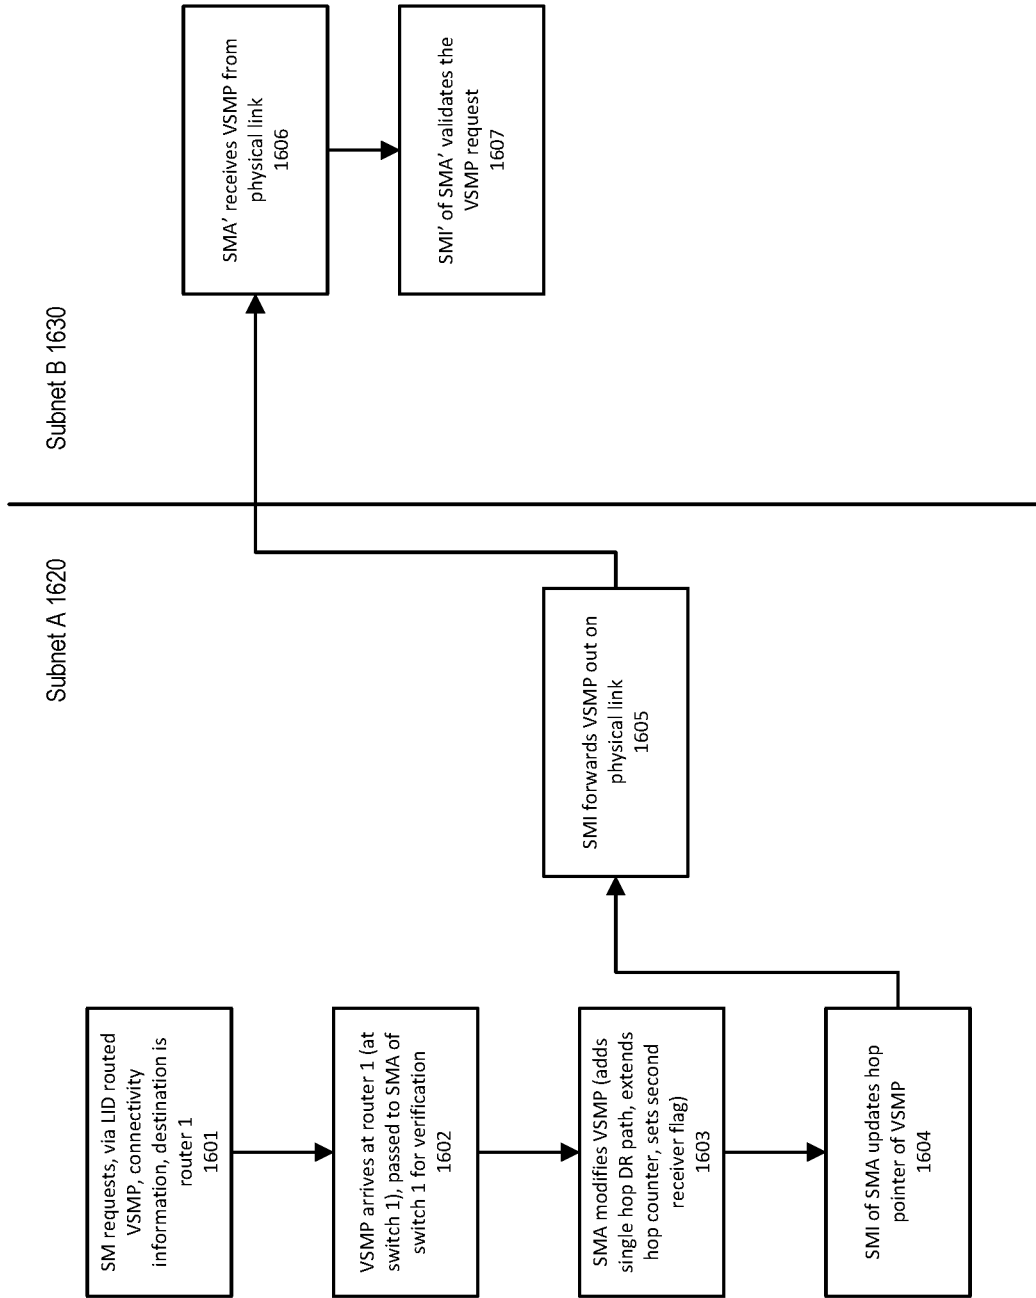 Subnet A 1620
Subnet B 1630
SM requests, via LID routed
VSMP, connectivity
information, destination is
router 1
1601
VSMP arrives at router 1 (at
switch 1), passed to SMA of
switch 1 for verification
1602
SMA modifies VSMP (adds
single hop DR path, extends
hop counter, sets second
receiver flag)
1603
SMI of SMA updates hop
pointer of VSMP
1604
SMI forwards VSMP out on
physical link
1605
SMA’ receives VSMP from
physical link
1606
SMI’ of SMA’ validates the
VSMP request
1607